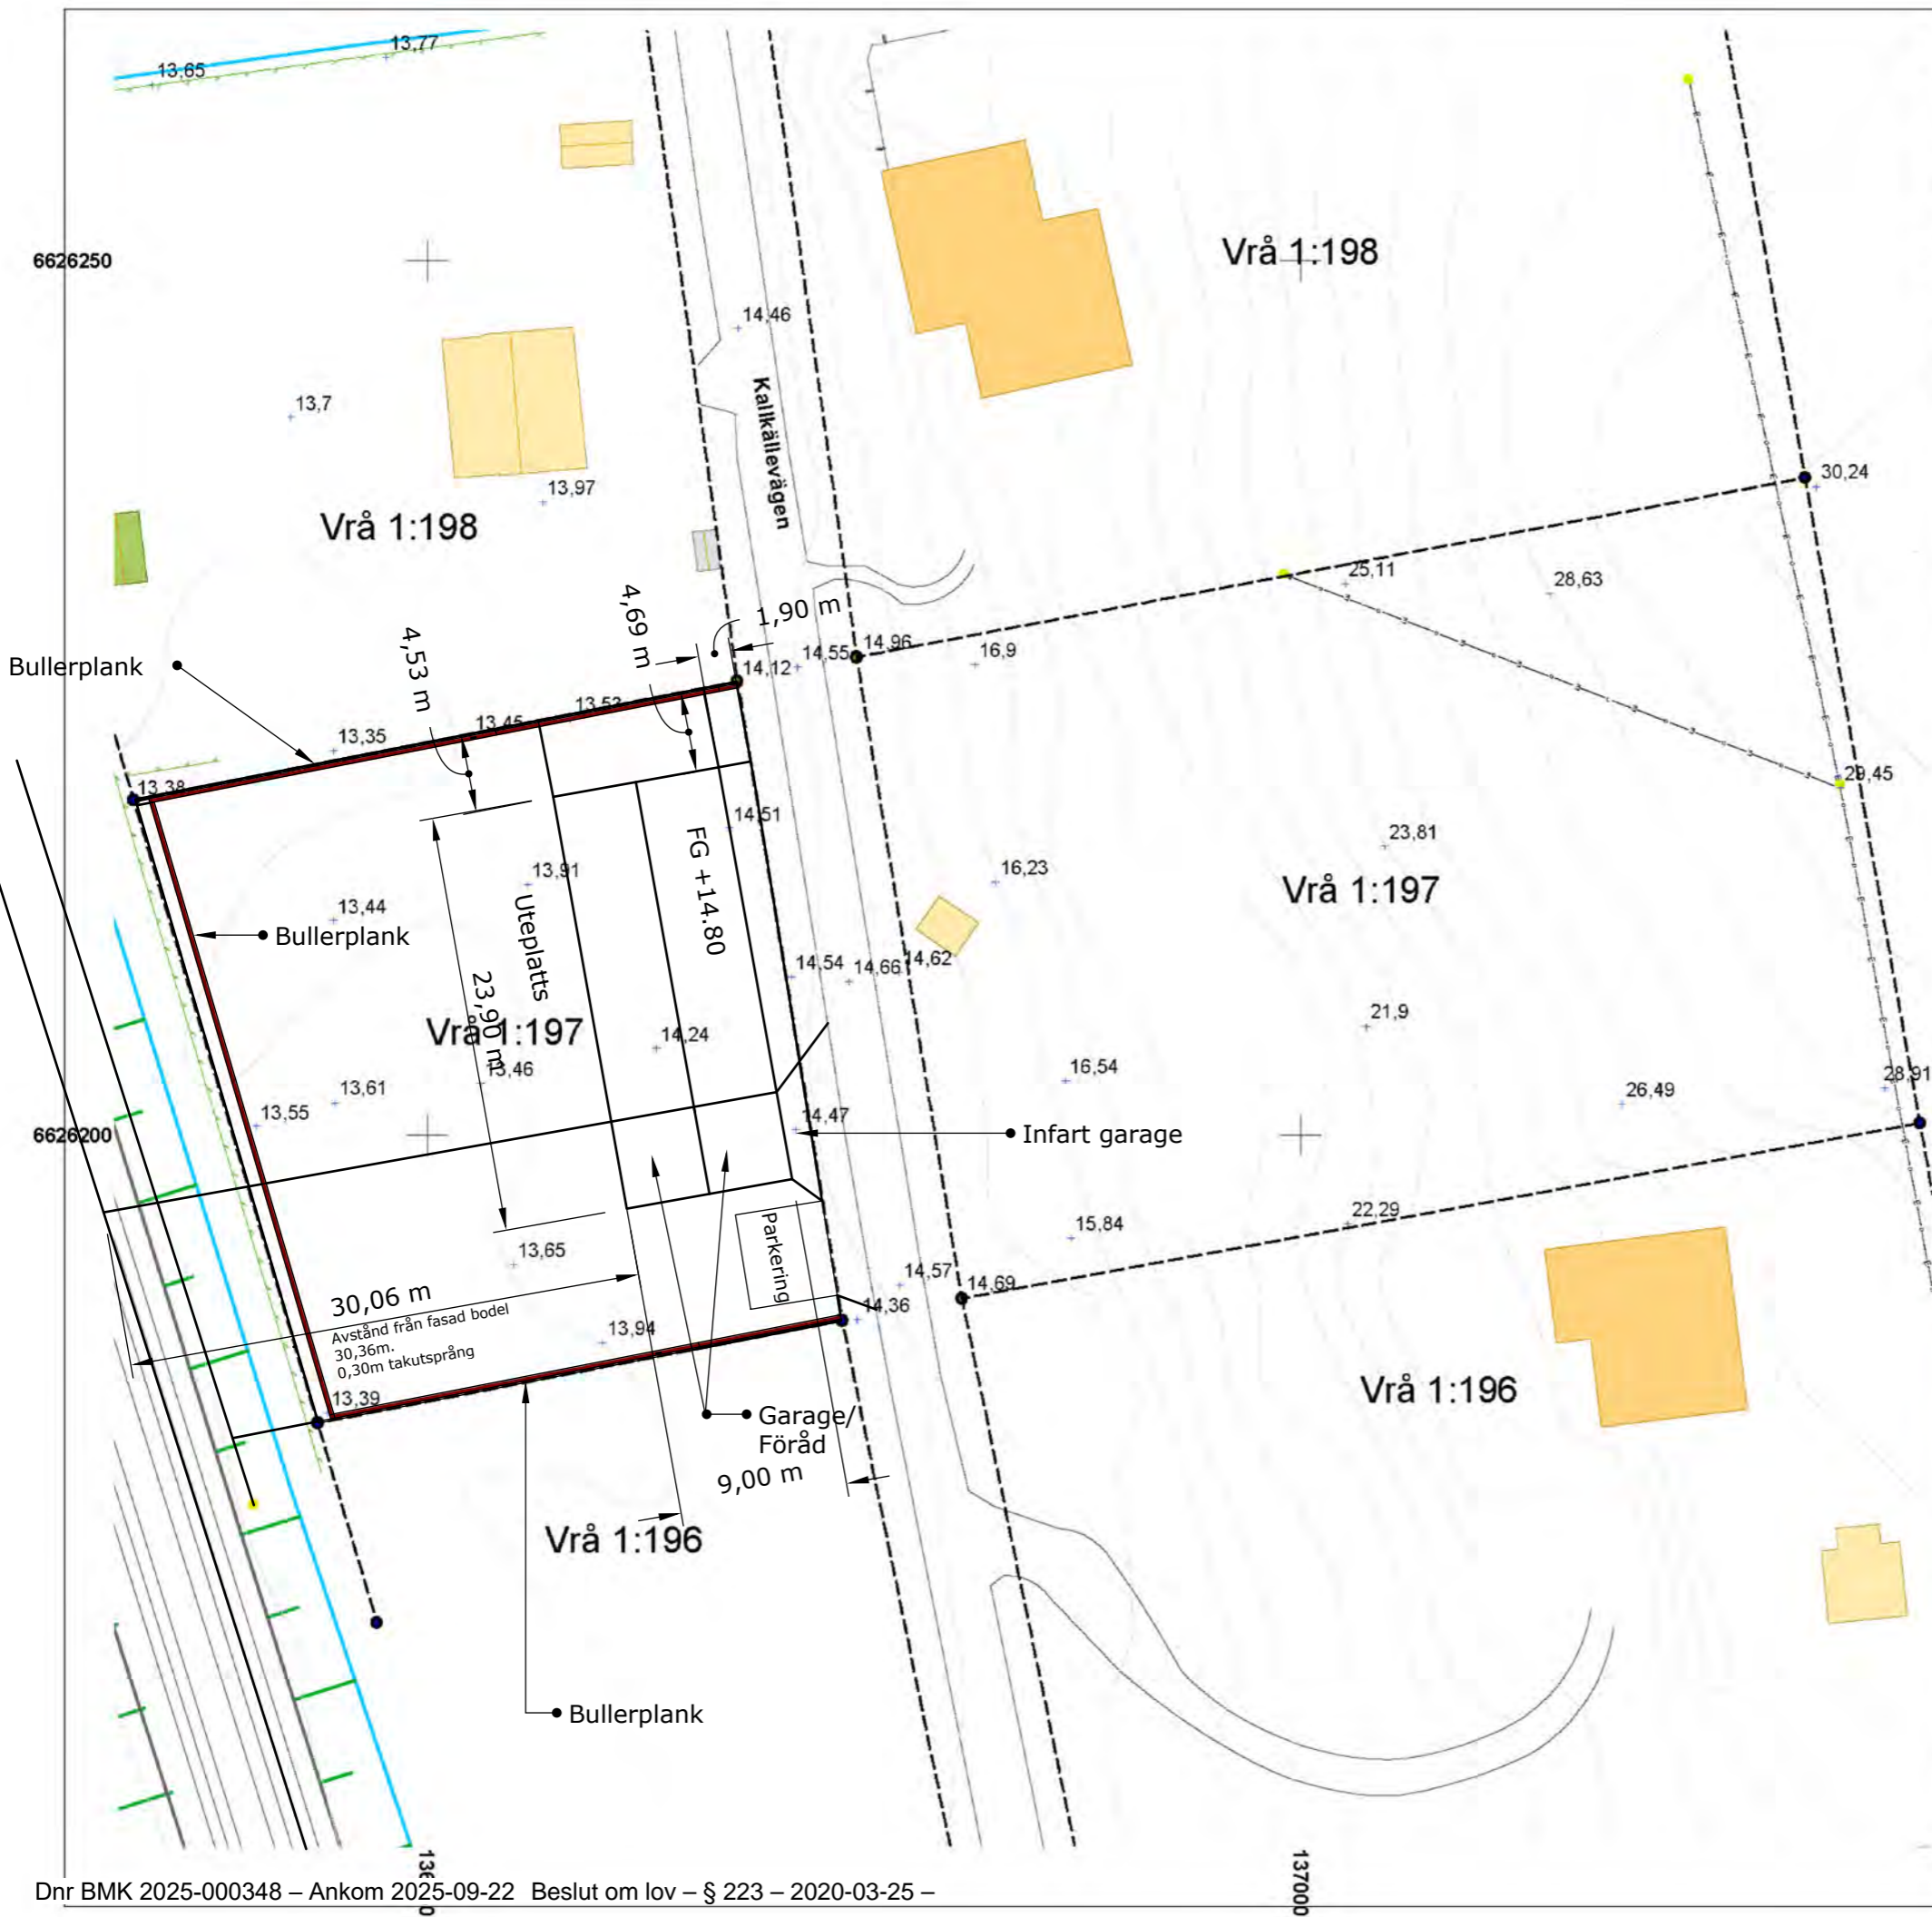 13,77
13,65
6626250
Vrå 1:198
14,46
13,7
Kallkällevägen
30,24
13,97
Vrå 1:198
25,11
28,63
4,69 m
1,90 m
4,53 m
14,55
14,96
16,9
Bullerplank
14,12
13,52
13,45
13,35
13,38
29,45
14,51
FG +14.80
23,81
13,91
16,23
Vrå 1:197
13,44
Uteplatts
Bullerplank
14,54
14,66
14,62
23,90 m
21,9
Vrå 1:197
14,24
13,46
16,54
28,91
13,61
26,49
13,55
14,47
6626200
Infart garage
22,29
15,84
Parkering
13,65
14,57
14,69
30,06 m
14,36
Avstånd från fasad bodel
30,36m.
0,30m takutsprång
13,94
Vrå 1:196
13,39
Garage/
Föråd
9,00 m
Vrå 1:196
Bullerplank
137000
Dnr BMK 2025-000348 – Ankom 2025-09-22 Beslut om lov – § 223 – 2020-03-25 –